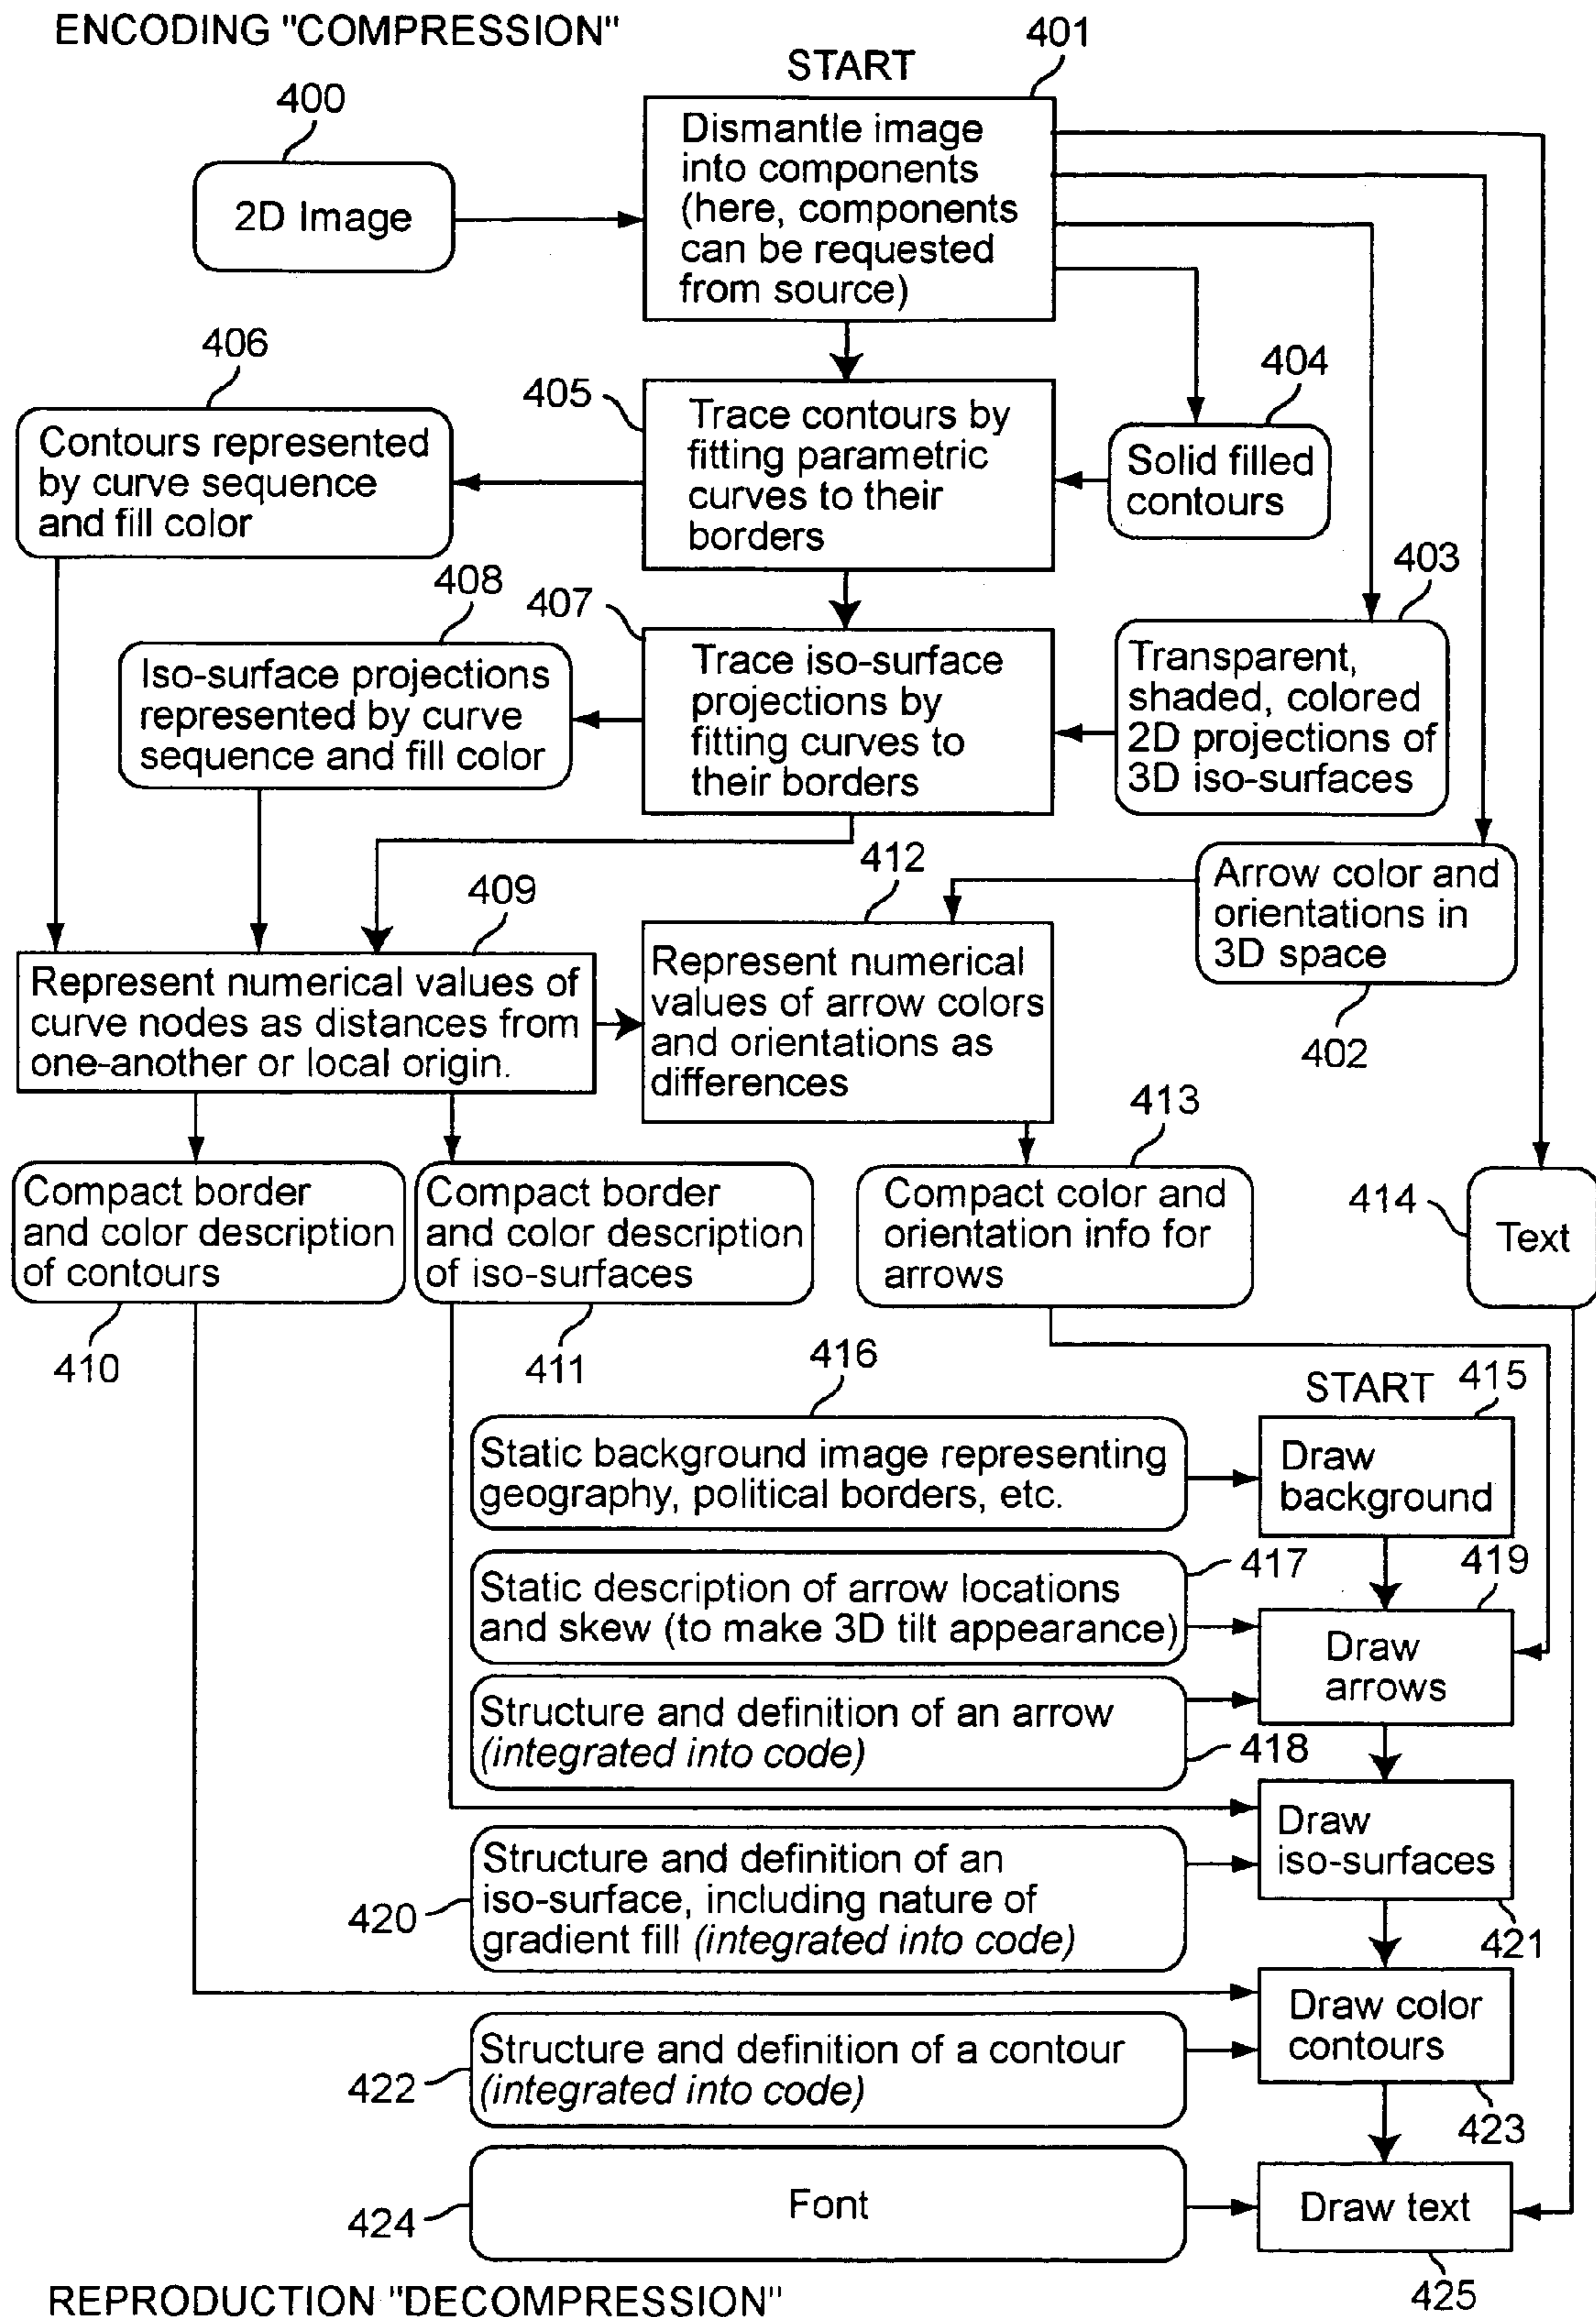 ENCODING "COMPRESSION"
401
START
400
Dismantle image
into components
(here, components
can be requested
from source)
2D Image
406
404
405
Trace contours by
fitting parametric
curves to their
borders
Contours represented
by curve sequence
and fill color
Solid filled
contours
403
408
407
Trace iso-surface
projections by
fitting curves to
their borders
Transparent,
shaded, colored
2D projections of
3D iso-surfaces
Iso-surface projections
represented by curve
sequence and fill color
412
409
Arrow color and
orientations in
3D space
402
Represent numerical values of
curve nodes as distances from
one-another or local origin.
Represent numerical
values of arrow colors
and orientations as
differences
413
Compact border
and color description
of contours
Compact border
and color description
of iso-surfaces
Compact color and
orientation info for
arrows
414
Text
410
411
416
START
415
Static background image representing
geography, political borders, etc.
Draw
background
417
419
Static description of arrow locations
and skew (to make 3D tilt appearance)
Draw
arrows
Structure and definition of an arrow
(integrated into code)
418
Draw
iso-surfaces
420
Structure and definition of an
iso-surface, including nature of
gradient fill (integrated into code)
421
Draw color
contours
422
Structure and definition of a contour
(integrated into code)
423
424
Font
Draw text
425
REPRODUCTION "DECOMPRESSION"